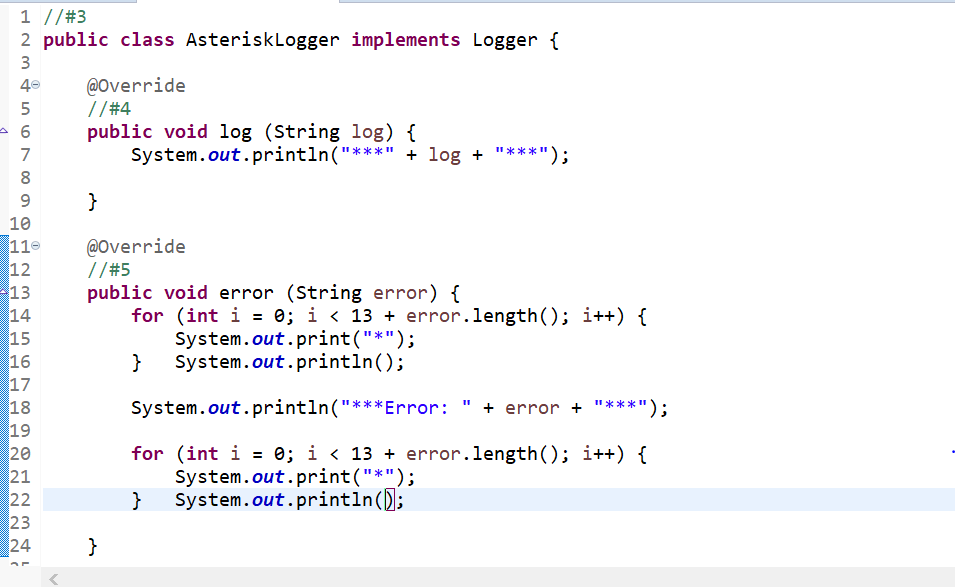 1 //#3
2 public class AsteriskLogger implements Logger {
3
4 @Override
5 //#4
6 public void log (String log) {
7 System.out.println("***" + log + "***");
8
9 }
10
11 @Override
12 //#5
13 public void error (String error) {
14 for (int i = 0; i < 13 + error.length(); i++) {
15 System.out.print("*");
16 } System.out.println();
17
18 System.out.println("***Error: " + error + "***");
19
20 for (int i = 0; i < 13 + error.length(); i++) {
21 System.out.print("*");
22 } System.out.println();
23
24 }